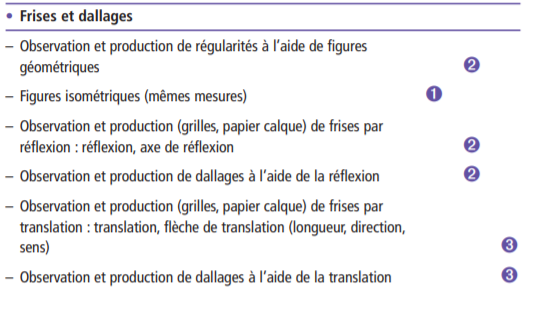 • Frises et dallages
– Observation et production de régularités à l'aide de figures
géométriques ❷
– Figures isométriques (mêmes mesures) ❶
– Observation et production (grilles, papier calque) de frises par
réflexion : réflexion, axe de réflexion ❷
– Observation et production de dallages à l'aide de la réflexion ❷
– Observation et production (grilles, papier calque) de frises par
translation : translation, flèche de translation (longueur, direction,
sens) ❸
– Observation et production de dallages à l'aide de la translation ❸